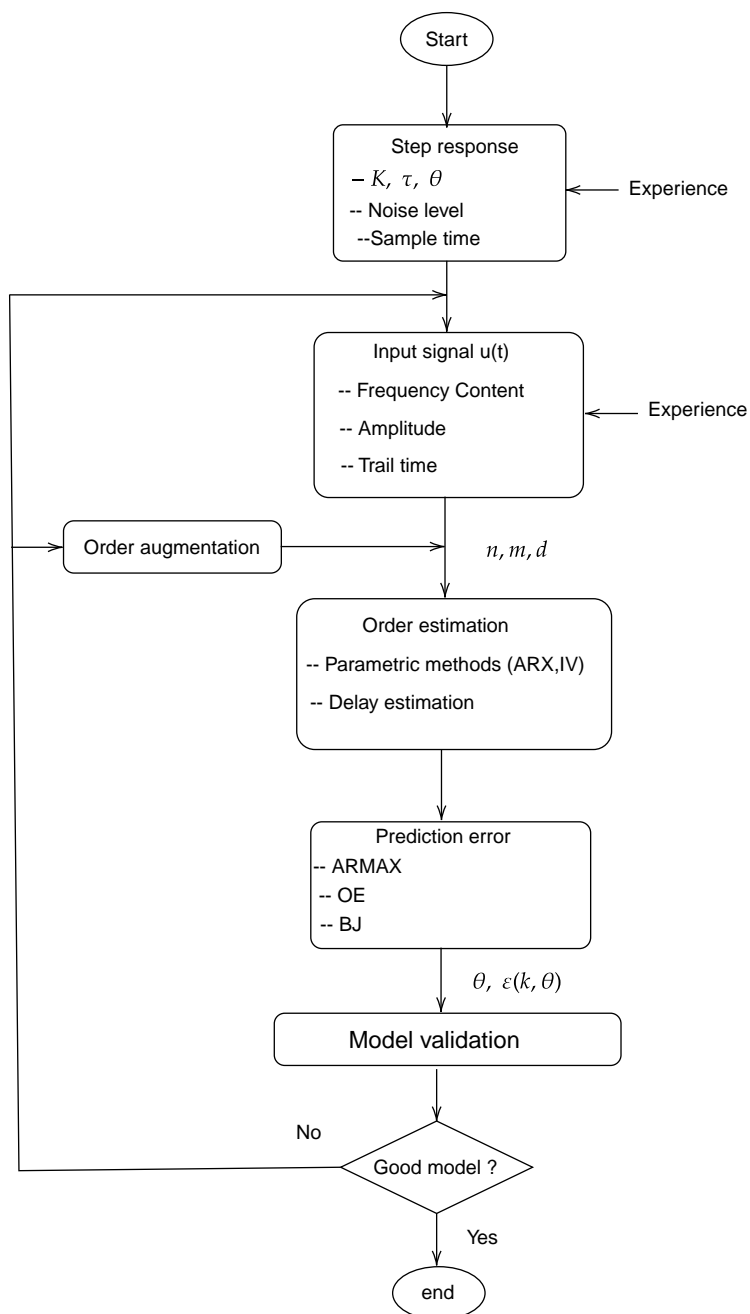 Start
Step response
– K, τ, θ
-- Noise level
--Sample time
Experience
Input signal u(t)
-- Frequency Content
-- Amplitude
-- Trail time
Experience
Order augmentation
n, m, d
Order estimation
-- Parametric methods (ARX,IV)
-- Delay estimation
Prediction error
-- ARMAX
-- OE
-- BJ
θ, ε(k, θ)
Model validation
No
Good model ?
Yes
end